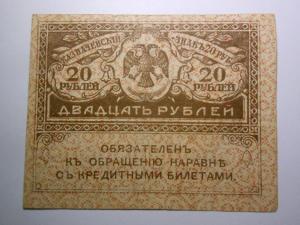 КАЗНАЧЕЙСКІЙ ЗНАКЪ 20 РУБ.
20 20
РУБЛЕЙ РУБЛЕЙ
ДВАДЦАТЬ РУБЛЕЙ
ОБЯЗАТЕЛЕНЪ
КЪ ОБРАЩЕНІЮ НАРАВНѢ
СЪ КРЕДИТНЫМИ БИЛЕТАМИ.